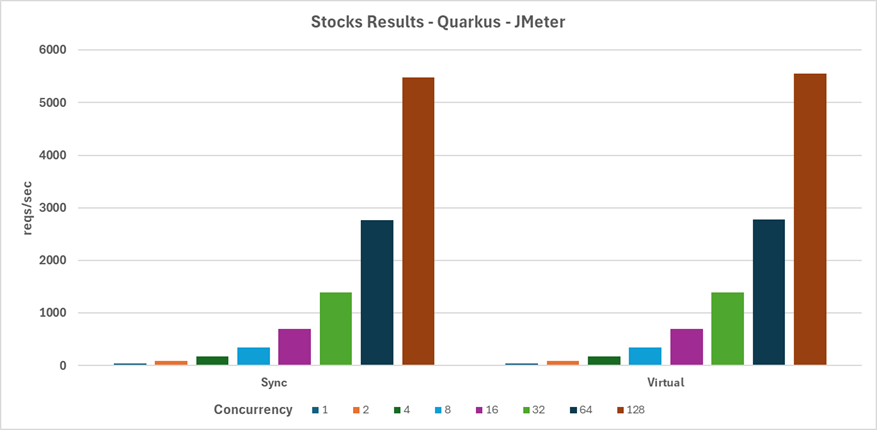 Stocks Results - Quarkus - JMeter
6000
5000
4000
3000
2000
1000
0
reqs/sec
Sync Virtual
Concurrency 1 2 4 8 16 32 64 128